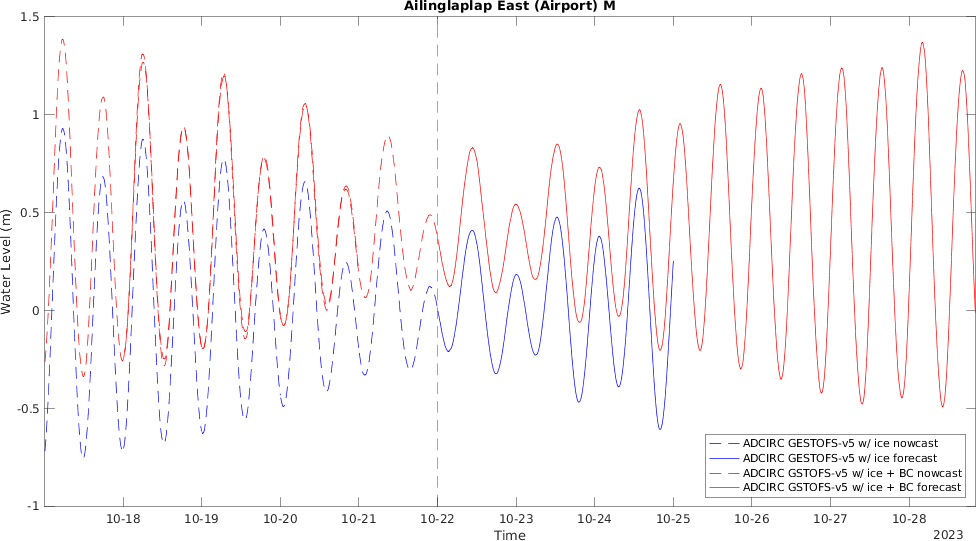 Ailinglaplap East (Airport) M
Water Level (m)
1.5
1
0.5
0
-0.5
-1
ADCIRC GESTOFS-v5 w/ ice nowcast
ADCIRC GESTOFS-v5 w/ ice forecast
ADCIRC GSTOFS-v5 w/ ice + BC nowcast
ADCIRC GSTOFS-v5 w/ ice + BC forecast
10-18 10-19 10-20 10-21 10-22 10-23 10-24 10-25 10-26 10-27 10-28
Time
2023